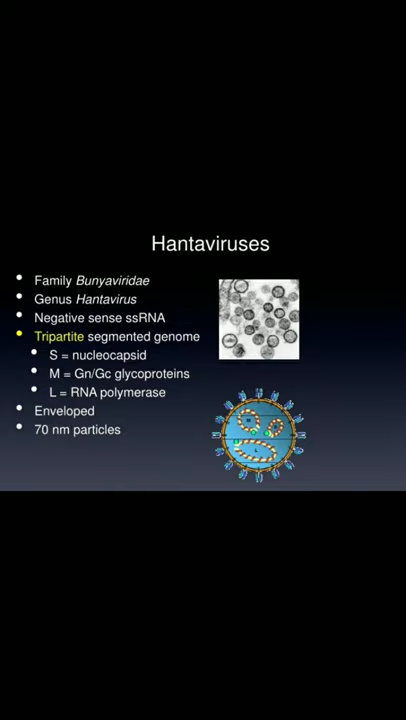 Hantaviruses
• Family Bunyaviridae
• Genus Hantavirus
• Negative sense ssRNA
• Tripartite segmented genome
• S = nucleocapsid
• M = Gn/Gc glycoproteins
• L = RNA polymerase
• Enveloped
• 70 nm particles
L